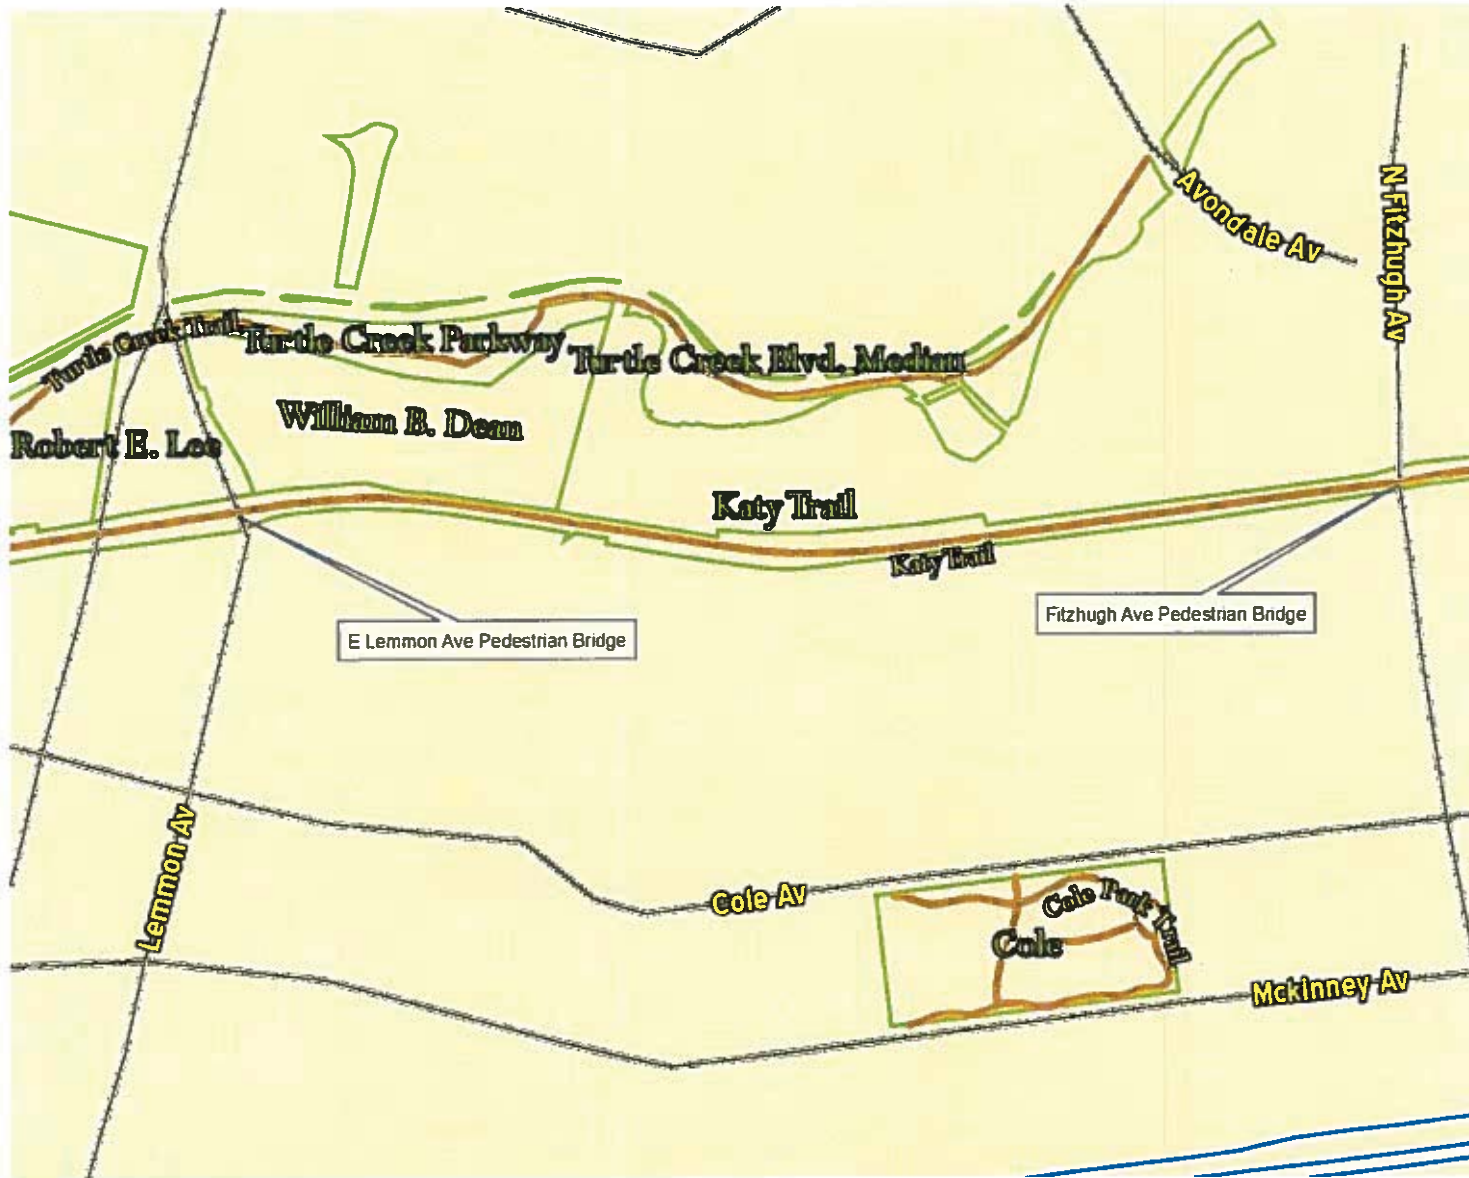 Avondale Av
N Fitzhugh Av
Turtle Creek Trail
Turtle Creek Parkway
Turtle Creek Blvd. Median
William B. Dean
Robert E. Lee
Katy Trail
Katy Trail
E Lemmon Ave Pedestrian Bridge
Fitzhugh Ave Pedestrian Bridge
Lemmon Av
Cole Av
Cole Park Trail
Cole
Mckinney Av